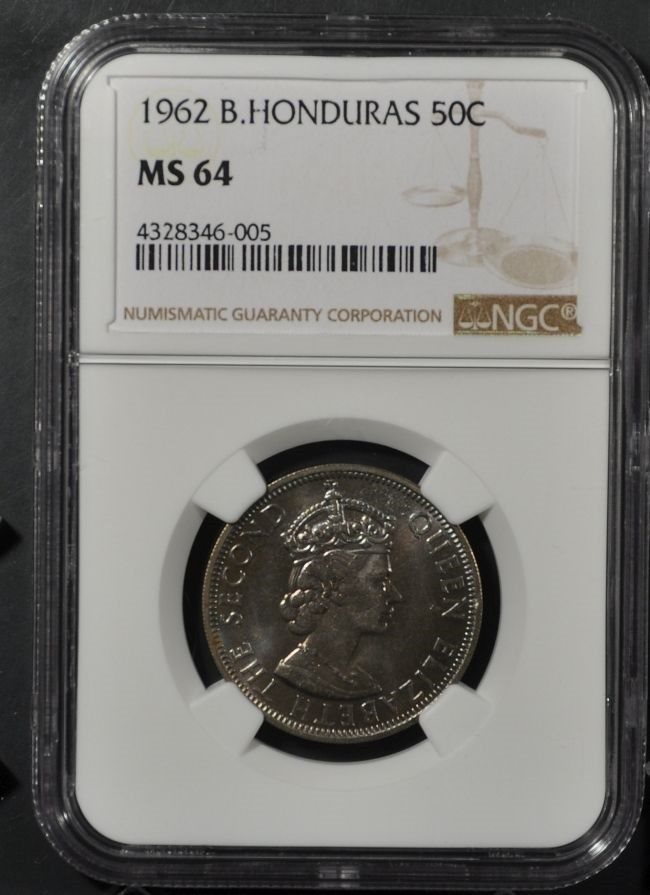 1962 B.HONDURAS 50C
MS 64
4328346-005
NUMISMATIC GUARANTY CORPORATION
NGC®
QUEEN ELIZABETH THE SECOND